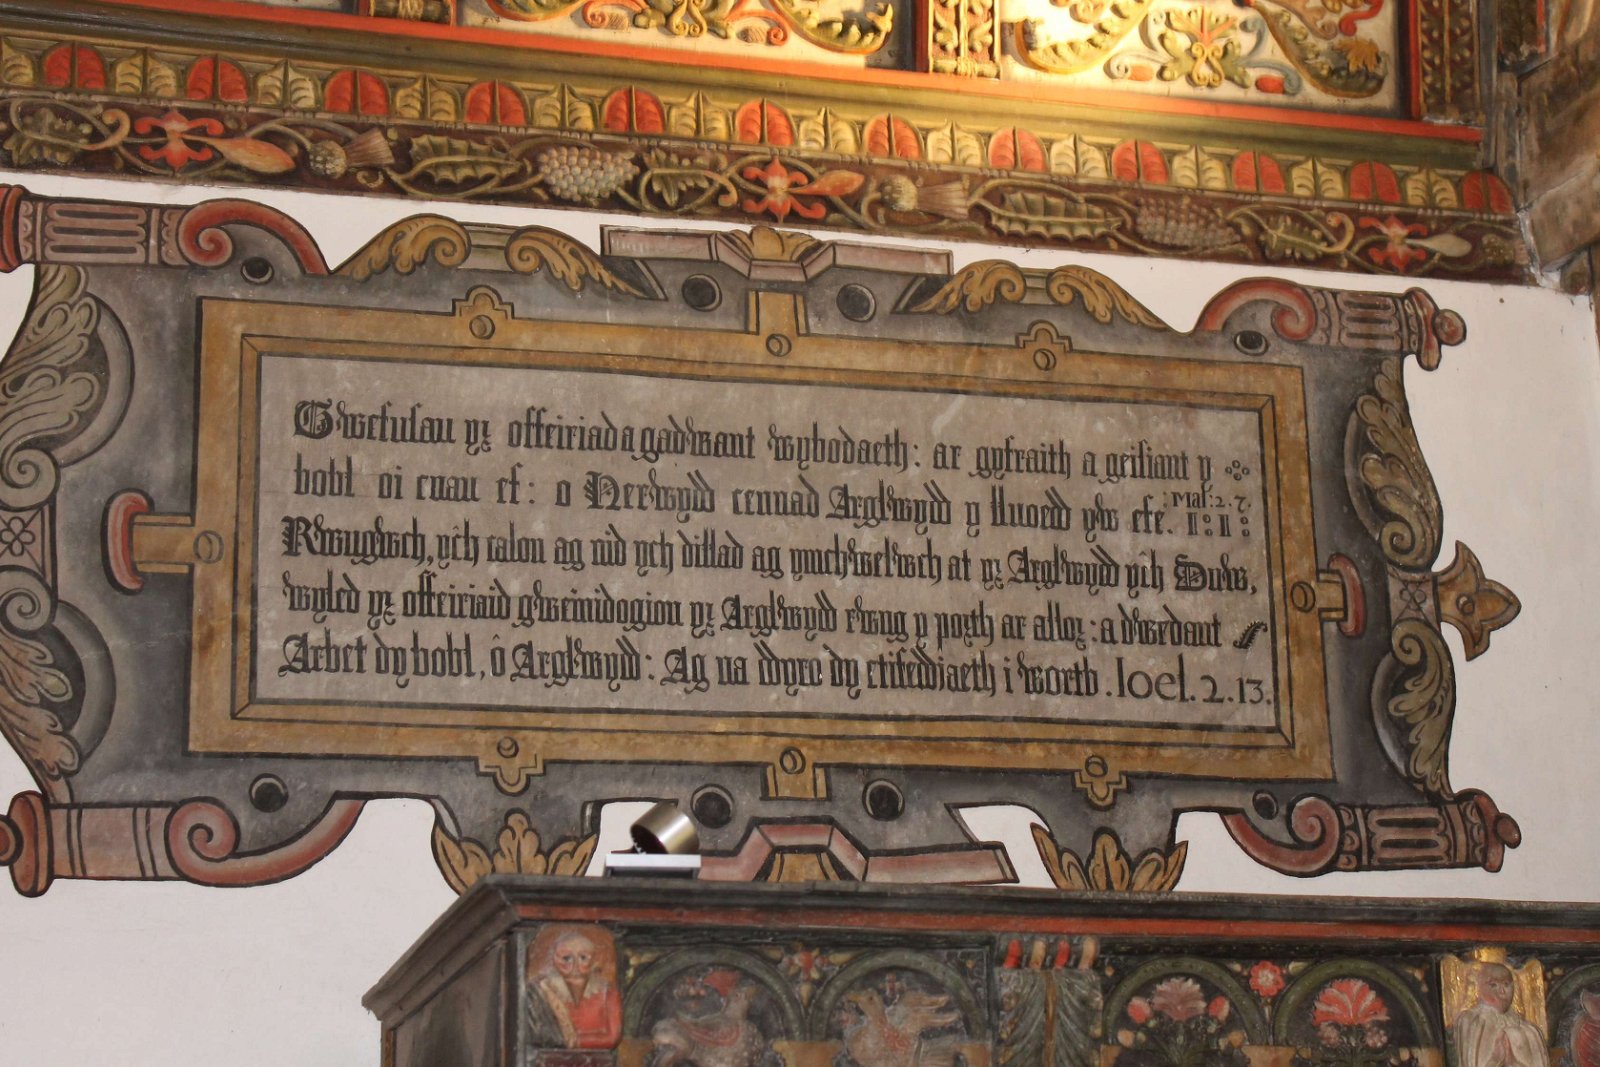 Gwefusau yr offeiriad a gadwant wybodaeth: ar gyfraith a geisiant y
bobl oi enau ef: o Herwydd cennad Arglwydd y lluoedd yw efe. Mal: 2. 7.
Rhwygwch, ych calon ag nid ych dillad ag ymchwelwch at yr Arglwydd ych Duw,
wyled yr offeiriaid gweinidogion yr Arglwydd rhwng y porth ar allor: a dwedant
Arbet dy bobl, ô Arglwydd: Ag na ddyro dy etifeddiaeth i warth. Ioel. 2. 13.